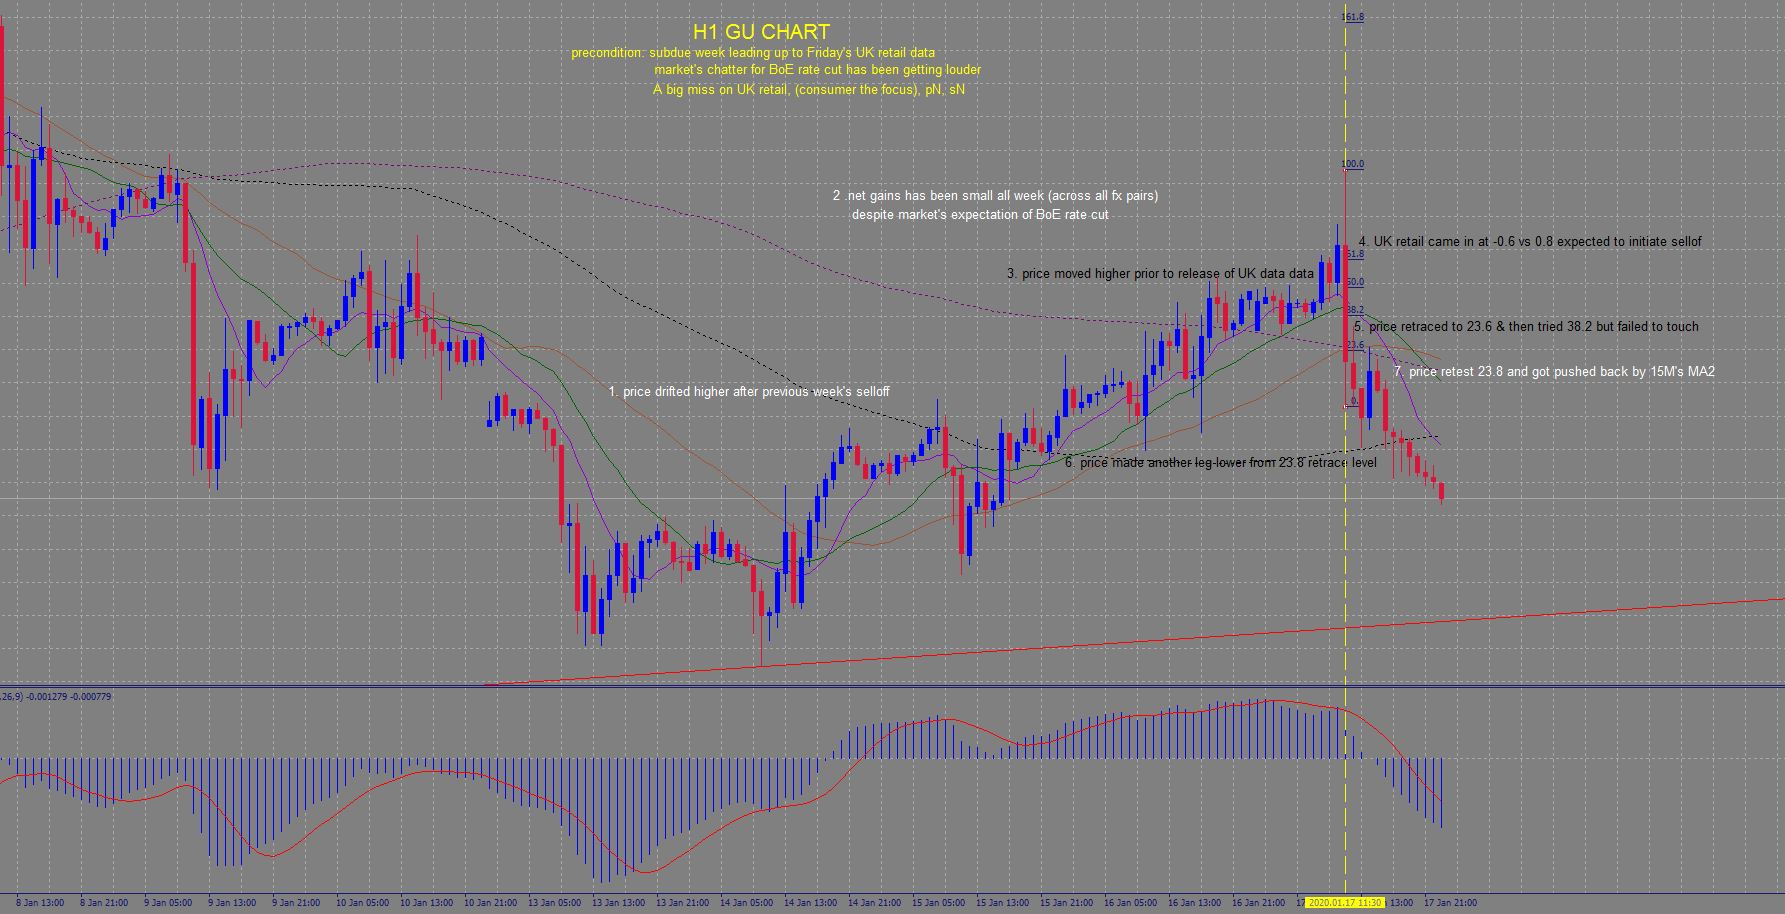 H1 GU CHART
precondition: subdue week leading up to Friday's UK retail data
market's chatter for BoE rate cut has been getting louder
A big miss on UK retail, (consumer the focus), pN, sN
161.8
100.0
2 .net gains has been small all week (across all fx pairs)
despite market's expectation of BoE rate cut
4. UK retail came in at -0.6 vs 0.8 expected to initiate sellof
61.8
3. price moved higher prior to release of UK data data
50.0
38.2
5. price retraced to 23.6 & then tried 38.2 but failed to touch
23.6
7. price retest 23.8 and got pushed back by 15M's MA2
1. price drifted higher after previous week's selloff
0.
6. price made another leg-lower from 23.8 retrace level
,26,9) -0.001279 -0.000779
8 Jan 13:00 8 Jan 21:00 9 Jan 05:00 9 Jan 13:00 9 Jan 21:00 10 Jan 05:00 10 Jan 13:00 10 Jan 21:00 13 Jan 05:00 13 Jan 13:00 13 Jan 21:00 14 Jan 05:00 14 Jan 13:00 14 Jan 21:00 15 Jan 05:00 15 Jan 13:00 15 Jan 21:00 16 Jan 05:00 16 Jan 13:00 16 Jan 21:00 17 2020.01.17 11:30 13:00 17 Jan 21:00